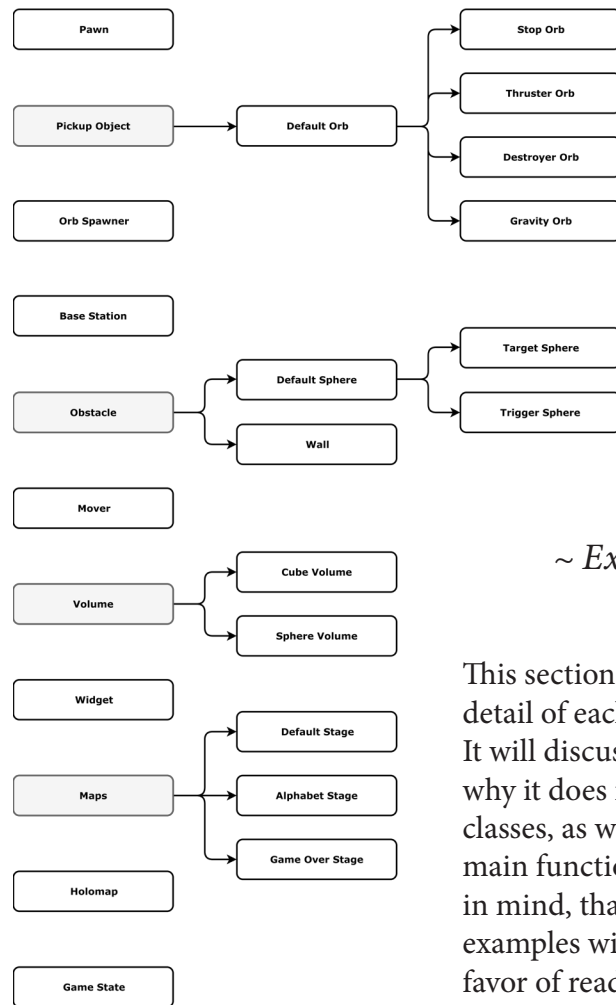 Pawn
Stop Orb
Thruster Orb
Pickup Object
Default Orb
Destroyer Orb
Orb Spawner
Gravity Orb
Base Station
Target Sphere
Default Sphere
Obstacle
Trigger Sphere
Wall
Mover
Cube Volume
Volume
Sphere Volume
Widget
Default Stage
Maps
Alphabet Stage
Game Over Stage
Holomap
Game State
~ Ex
This section
detail of each
It will discus
why it does
classes, as w
main functio
in mind, tha
examples wi
favor of read